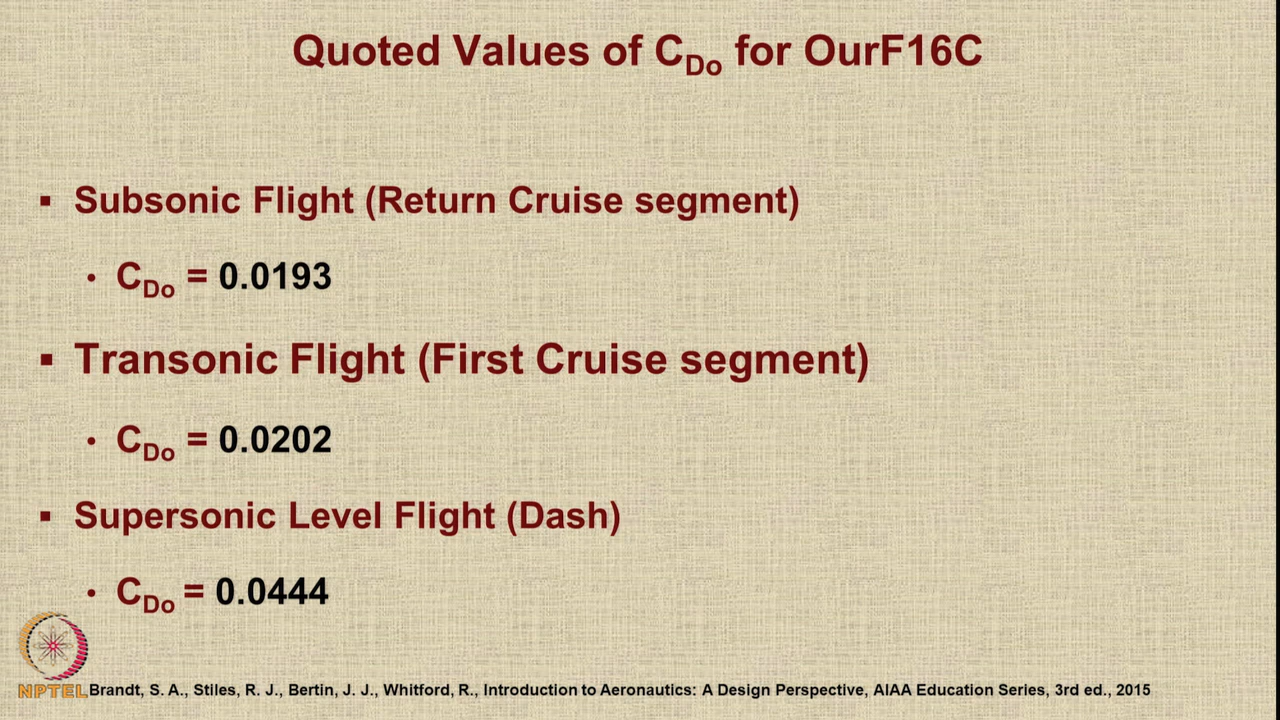 Quoted Values of CDo for OurF16C
▪ Subsonic Flight (Return Cruise segment)
• CDo = 0.0193
▪ Transonic Flight (First Cruise segment)
• CDo = 0.0202
▪ Supersonic Level Flight (Dash)
• CDo = 0.0444
NPTEL Brandt, S. A., Stiles, R. J., Bertin, J. J., Whitford, R., Introduction to Aeronautics: A Design Perspective, AIAA Education Series, 3rd ed., 2015